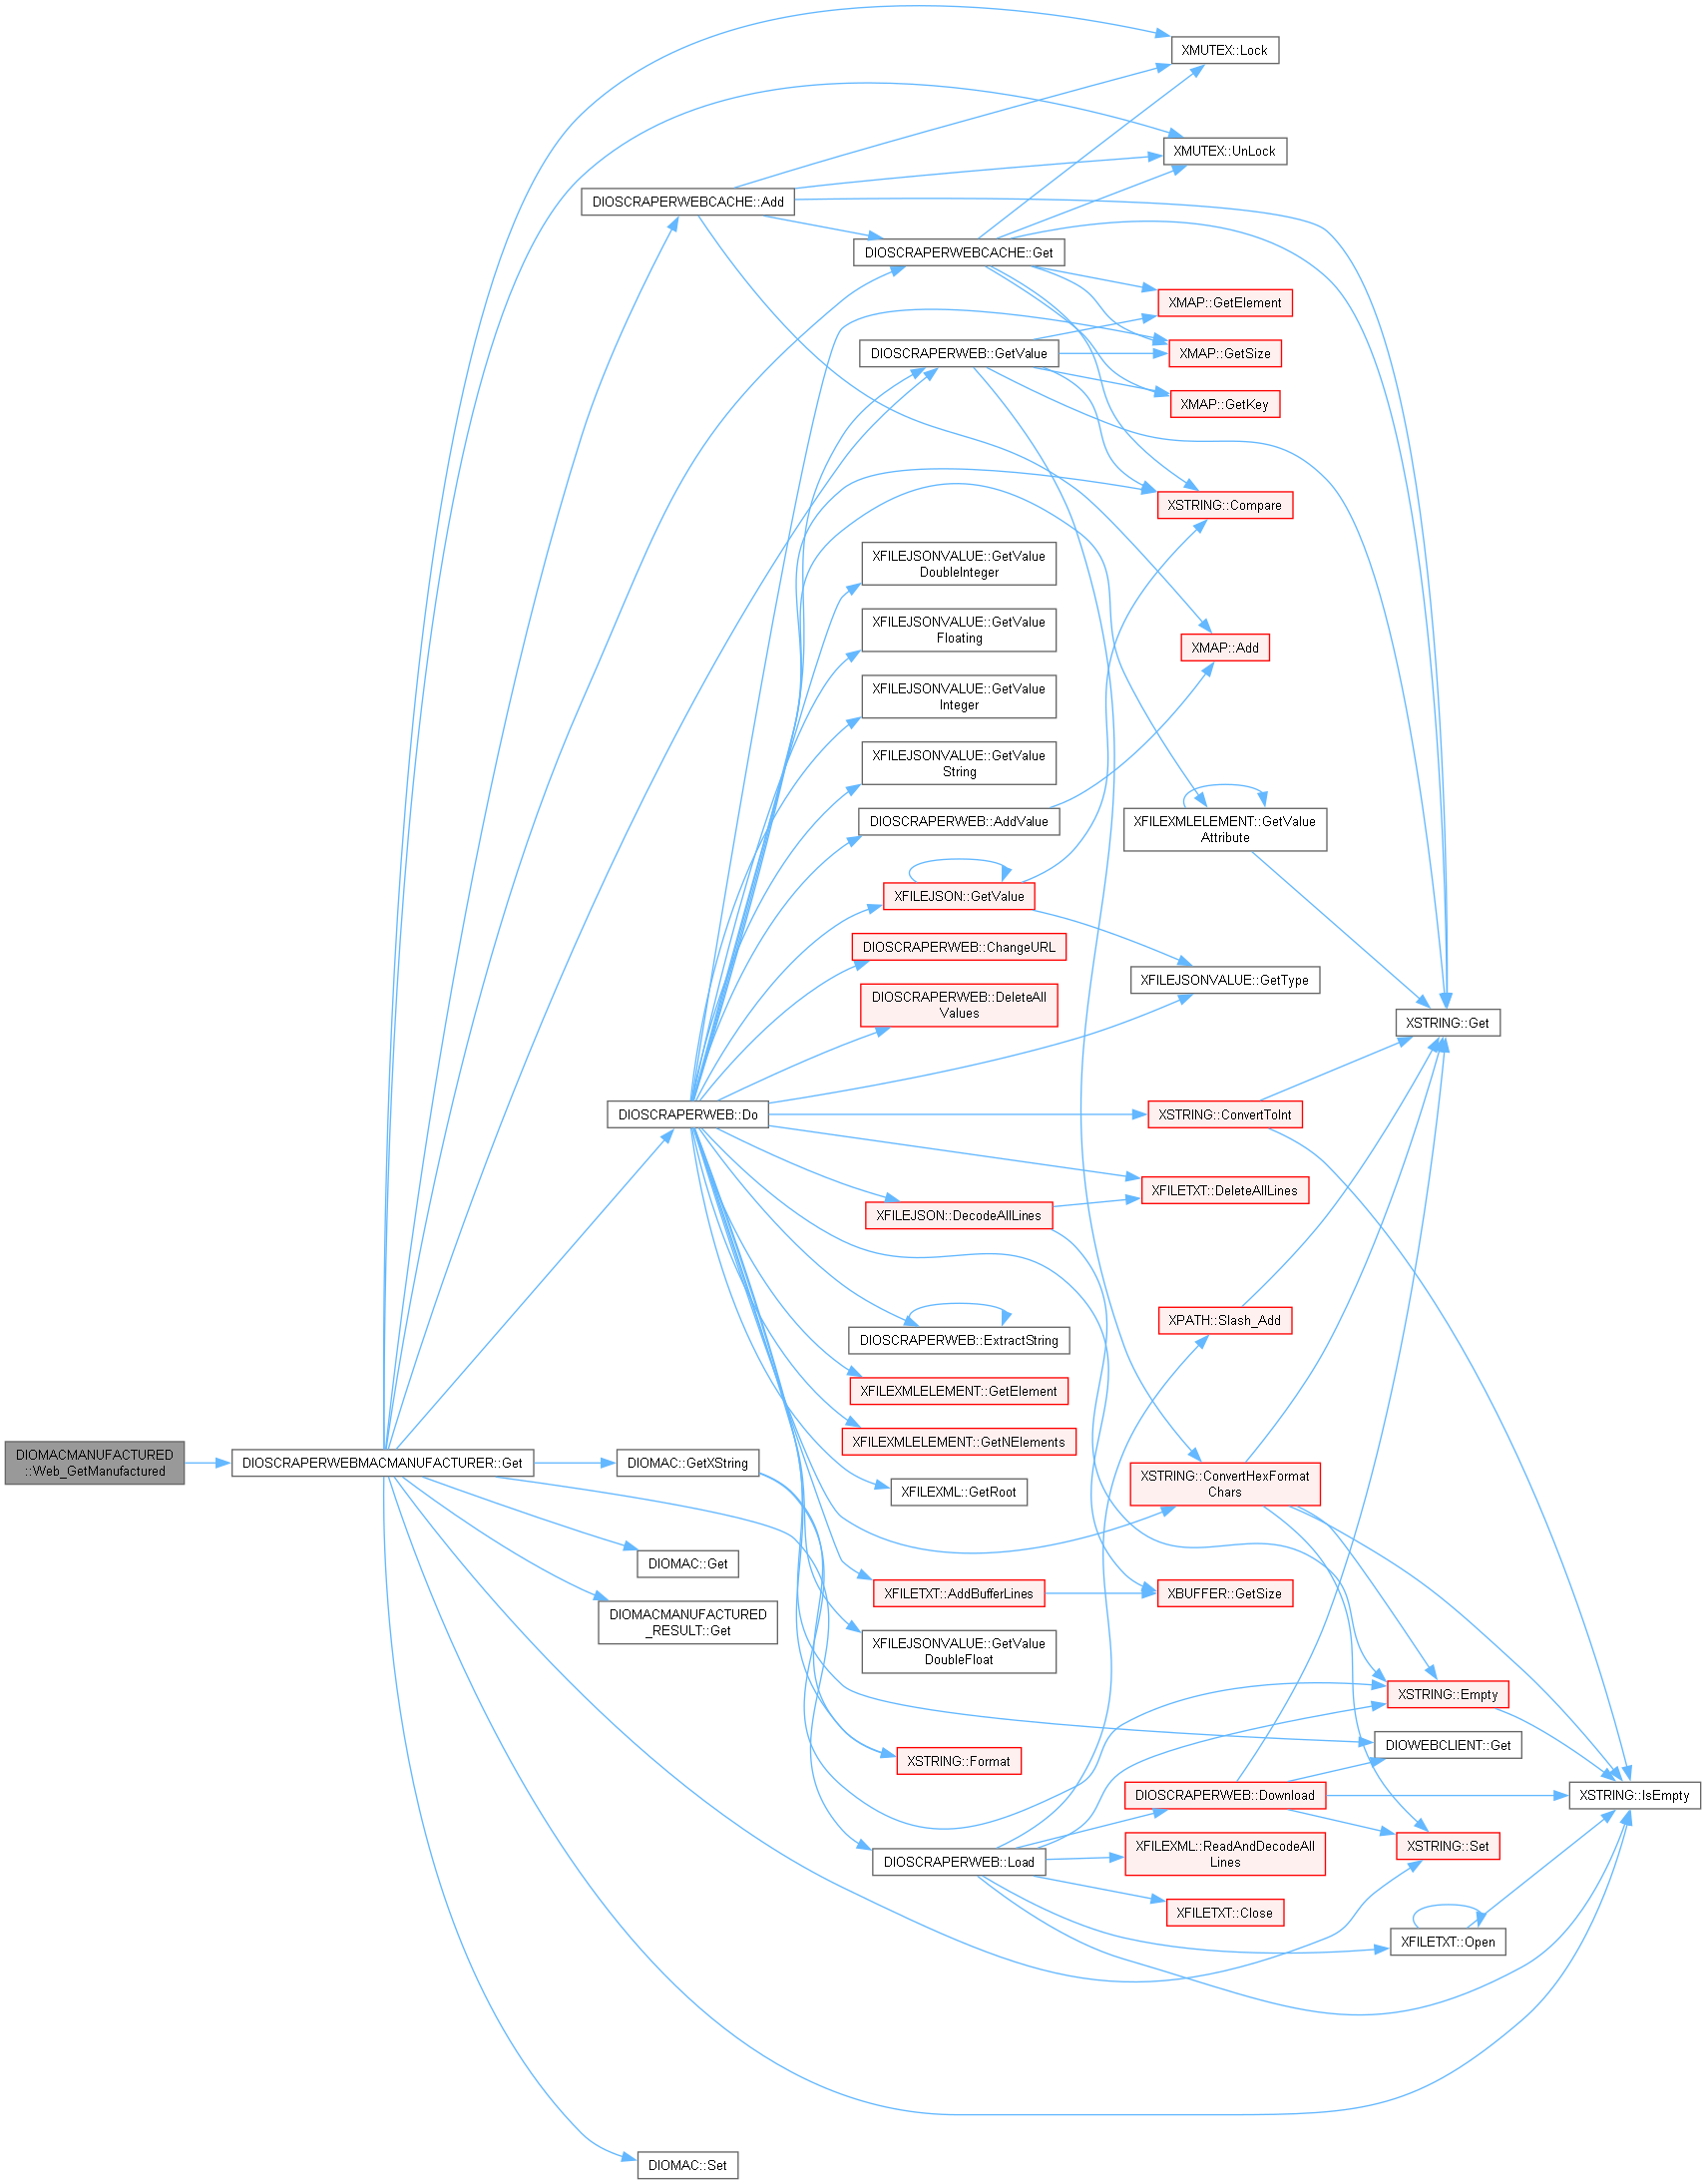 XMUTEX::Lock
XMUTEX::UnLock
DIOSCRAPERWEBCACHE::Add
DIOSCRAPERWEBCACHE::Get
XMAP::GetElement
DIOSCRAPERWEB::GetValue
XMAP::GetSize
XMAP::GetKey
XSTRING::Compare
XFILEJSONVALUE::GetValue
DoubleInteger
XFILEJSONVALUE::GetValue
Floating
XMAP::Add
XFILEJSONVALUE::GetValue
Integer
XFILEJSONVALUE::GetValue
String
DIOSCRAPERWEB::AddValue
XFILEXMLELEMENT::GetValue
Attribute
XFILEJSON::GetValue
DIOSCRAPERWEB::ChangeURL
XFILEJSONVALUE::GetType
DIOSCRAPERWEB::DeleteAll
Values
XSTRING::Get
DIOSCRAPERWEB::Do
XSTRING::ConvertToInt
XFILETXT::DeleteAllLines
XFILEJSON::DecodeAllLines
XPATH::Slash_Add
DIOSCRAPERWEB::ExtractString
XFILEXMLELEMENT::GetElement
XFILEXMLELEMENT::GetNElements
DIOMACMANUFACTURED
::Web_GetManufactured
DIOSCRAPERWEBMACMANUFACTURER::Get
DIOMAC::GetXString
XFILEXML::GetRoot
XSTRING::ConvertHexFormat
Chars
DIOMAC::Get
XFILETXT::AddBufferLines
XBUFFER::GetSize
DIOMACMANUFACTURED
_RESULT::Get
XFILEJSONVALUE::GetValue
DoubleFloat
XSTRING::Empty
DIOWEBCLIENT::Get
XSTRING::Format
DIOSCRAPERWEB::Download
XSTRING::IsEmpty
XSTRING::Set
DIOSCRAPERWEB::Load
XFILEXML::ReadAndDecodeAll
Lines
XFILETXT::Close
XFILETXT::Open
DIOMAC::Set